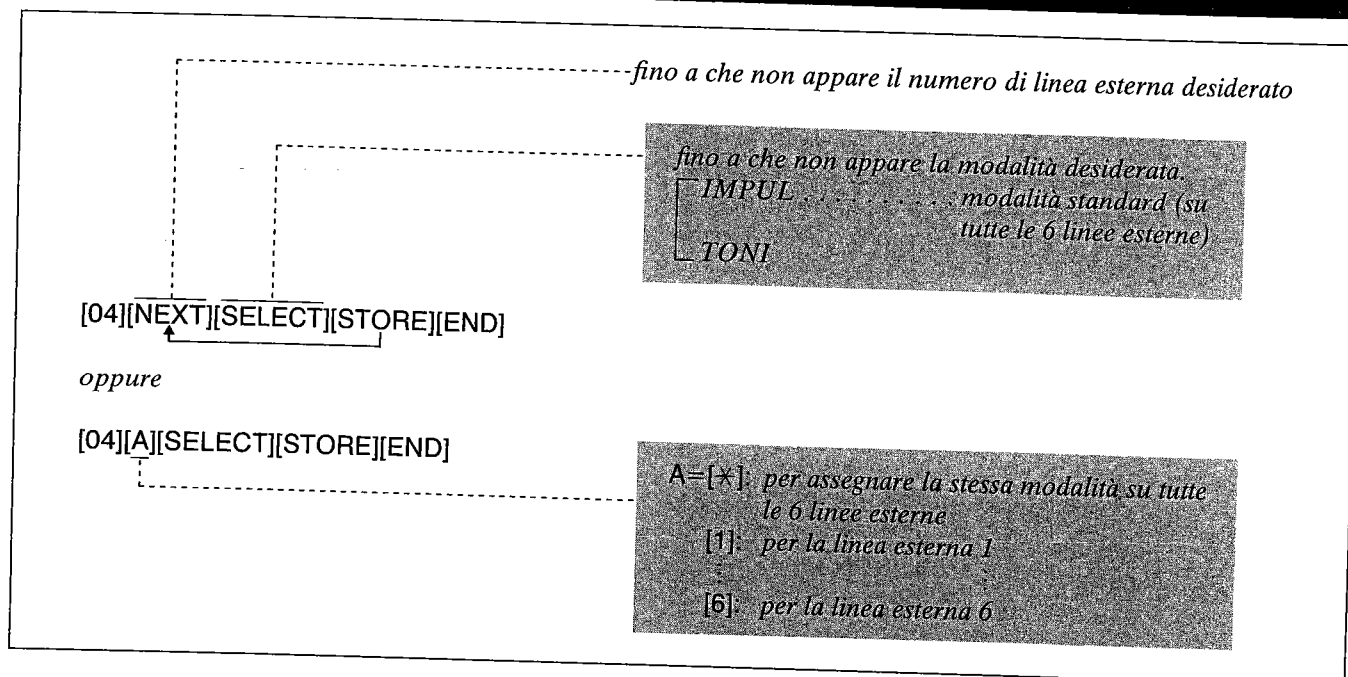 fino a che non appare il numero di linea esterna desiderato
fino a che non appare la modalità desiderata.
IMPUL . . . . . . . . . . : modalità standard (su
tutte le 6 linee esterne)
TONI
[04][NEXT][SELECT][STORE][END]
oppure
[04][A][SELECT][STORE][END]
A=[✳]: per assegnare la stessa modalità su tutte
le 6 linee esterne
[1]: per la linea esterna 1
[6]: per la linea esterna 6